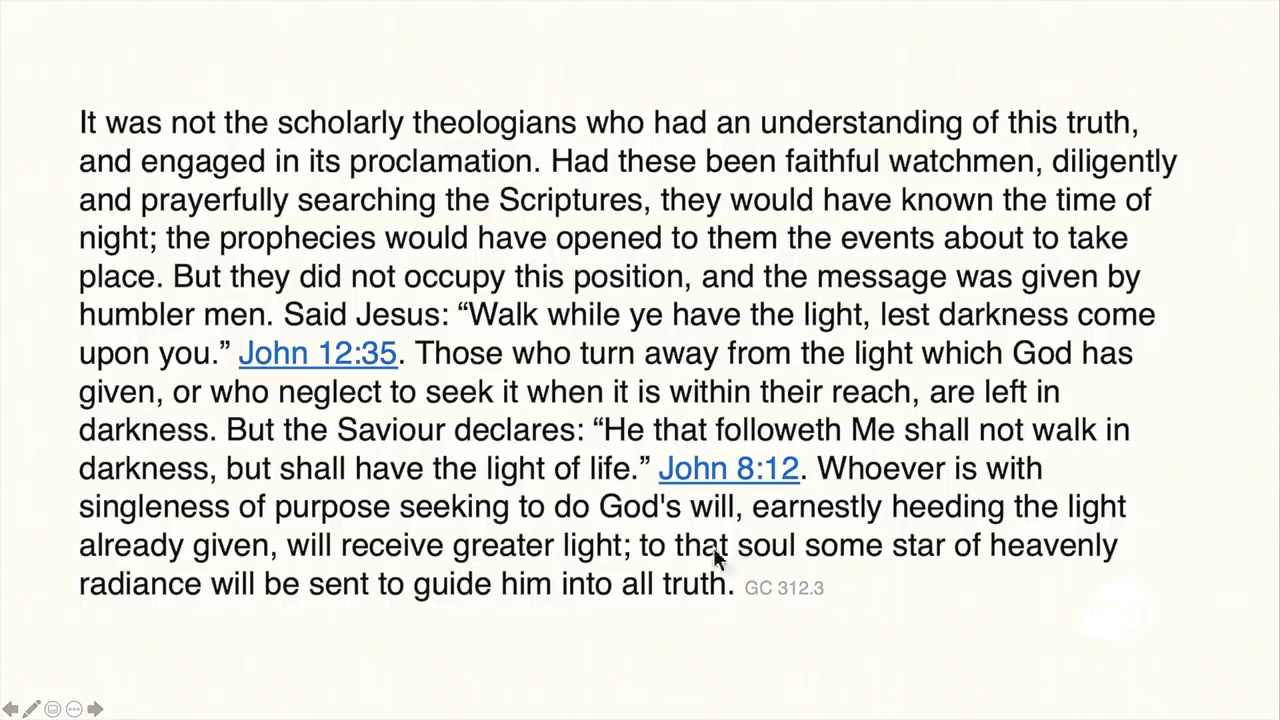 It was not the scholarly theologians who had an understanding of this truth,
and engaged in its proclamation. Had these been faithful watchmen, diligently
and prayerfully searching the Scriptures, they would have known the time of
night; the prophecies would have opened to them the events about to take
place. But they did not occupy this position, and the message was given by
humbler men. Said Jesus: “Walk while ye have the light, lest darkness come
upon you.” John 12:35. Those who turn away from the light which God has
given, or who neglect to seek it when it is within their reach, are left in
darkness. But the Saviour declares: “He that followeth Me shall not walk in
darkness, but shall have the light of life.” John 8:12. Whoever is with
singleness of purpose seeking to do God's will, earnestly heeding the light
already given, will receive greater light; to that soul some star of heavenly
radiance will be sent to guide him into all truth. GC 312.3